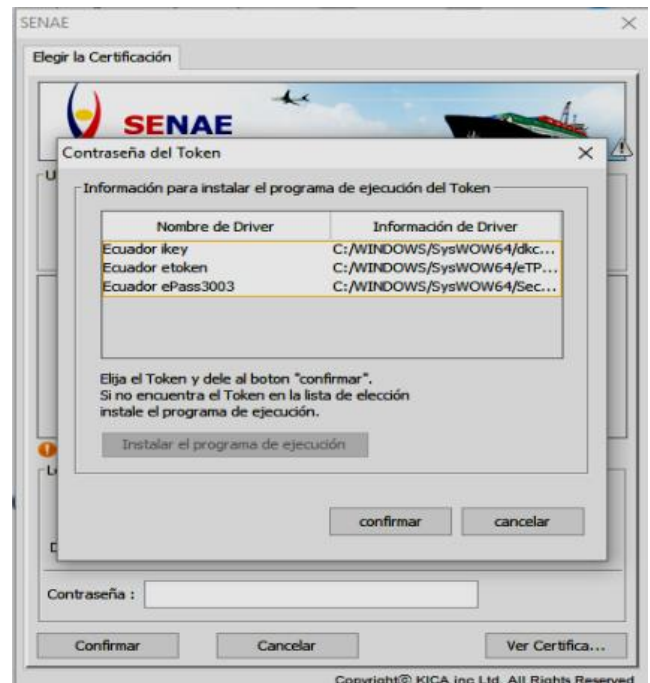 SENAE
Elegir la Certificación
SENAE
Contraseña del Token
U
Información para instalar el programa de ejecución del Token
Nombre de Driver Información de Driver
Ecuador ikey C:/WINDOWS/SysWOW64/dkc...
Ecuador etoken C:/WINDOWS/SysWOW64/eTP...
Ecuador ePass3003 C:/WINDOWS/SysWOW64/Sec...
Elija el Token y dele al boton "confirmar".
Si no encuentra el Token en la lista de elección
instale el programa de ejecución.
Instalar el programa de ejecución
confirmar cancelar
Contraseña :
Confirmar Cancelar Ver Certifica...
Copyright© KICA inc Ltd. All Rights Reserved